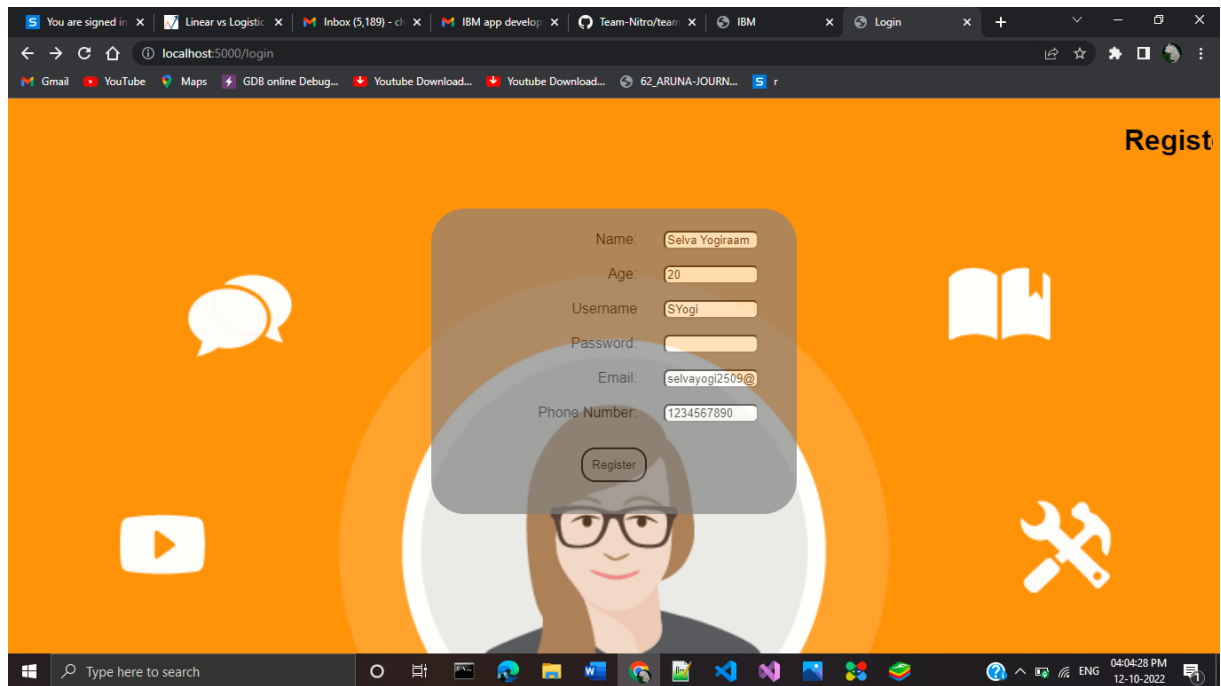 You are signed in
Linear vs Logistic
Inbox (5,189) - ch
IBM app develop
Team-Nitro/team
IBM
Login
localhost:5000/login
Gmail
YouTube
Maps
GDB online Debug...
Youtube Download...
Youtube Download...
62_ARUNA-JOURN...
r
Regist
Name: Selva Yogiraam
Age: 20
Username SYogi
Password:
Email: selvayogi2509@
Phone Number: 1234567890
Register
Type here to search
ENG
04:04:28 PM
12-10-2022